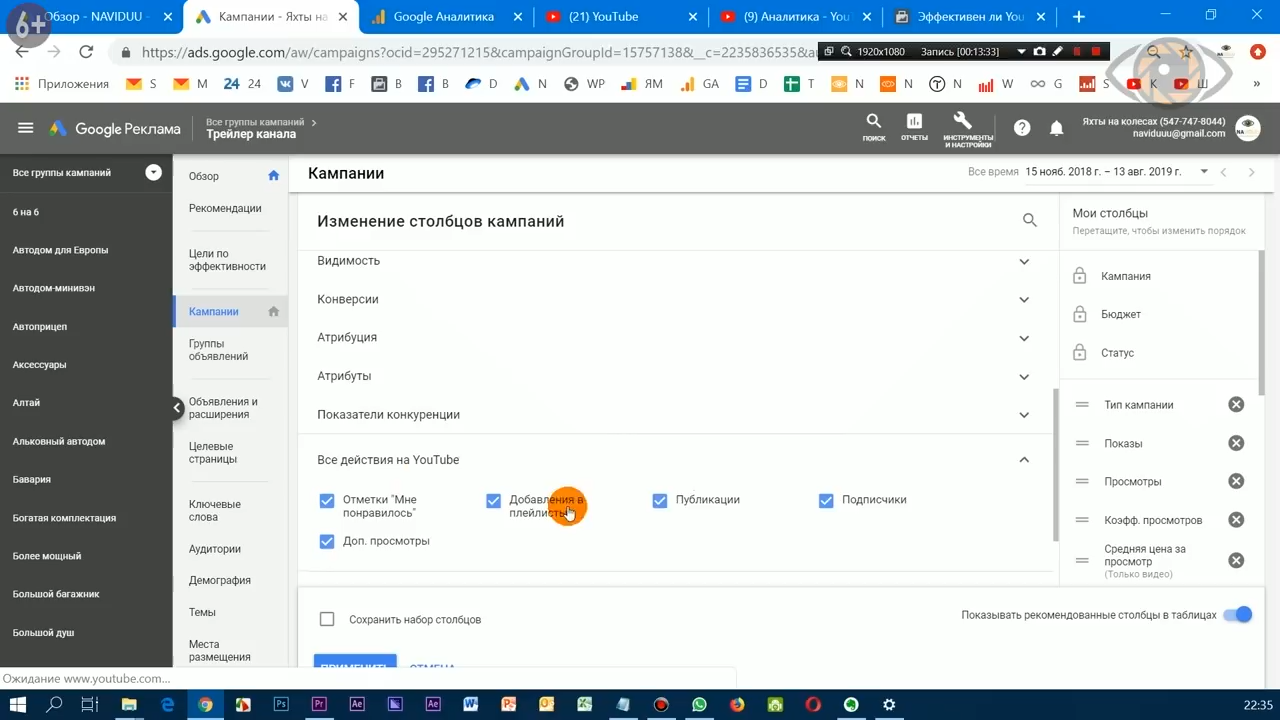 6+
Обзор - NAVIDUU
Кампании - Яхты на
Google Аналитика
(21) YouTube
(9) Аналитика - You
Эффективен ли You
https://ads.google.com/aw/campaigns?ocid=295271215&campaignGroupId=15757138&__c=2235836535&
1920x1080 Запись [00:13:33]
Приложения
S
M
24 24
V
F
B
B
D
N
WP
ЯМ
GA
D
T
N
N
N
W
G
S
K
Ш
»
Google Реклама
Все группы кампаний
Трейлер канала
ПОИСК
ОТЧЕТЫ
ИНСТРУМЕНТЫ
И НАСТРОЙКИ
Яхты на колесах (547-747-8044)
naviduuu@gmail.com
Все группы кампаний
6 на 6
Автодом для Европы
Автодом-минивэн
Автоприцеп
Аксессуары
Алтай
Альковный автодом
Бавария
Богатая комплектация
Более мощный
Большой багажник
Большой душ
Обзор
Рекомендации
Цели по
эффективности
Кампании
Группы
объявлений
Объявления и
расширения
Целевые
страницы
Ключевые
слова
Аудитории
Демография
Темы
Места
размещения
Кампании
Все время 15 нояб. 2018 г. – 13 авг. 2019 г.
Изменение столбцов кампаний
Видимость
Конверсии
Атрибуция
Атрибуты
Показатели конкуренции
Все действия на YouTube
Отметки "Мне
понравилось"
Добавления в
плейлисты
Публикации
Подписчики
Доп. просмотры
Сохранить набор столбцов
Показывать рекомендованные столбцы в таблицах
ПРИМЕНИТЬ
ОТМЕНА
Мои столбцы
Перетащите, чтобы изменить порядок
Кампания
Бюджет
Статус
Тип кампании
Показы
Просмотры
Коэфф. просмотров
Средняя цена за
просмотр
(Только видео)
Ожидание www.youtube.com...
22:35